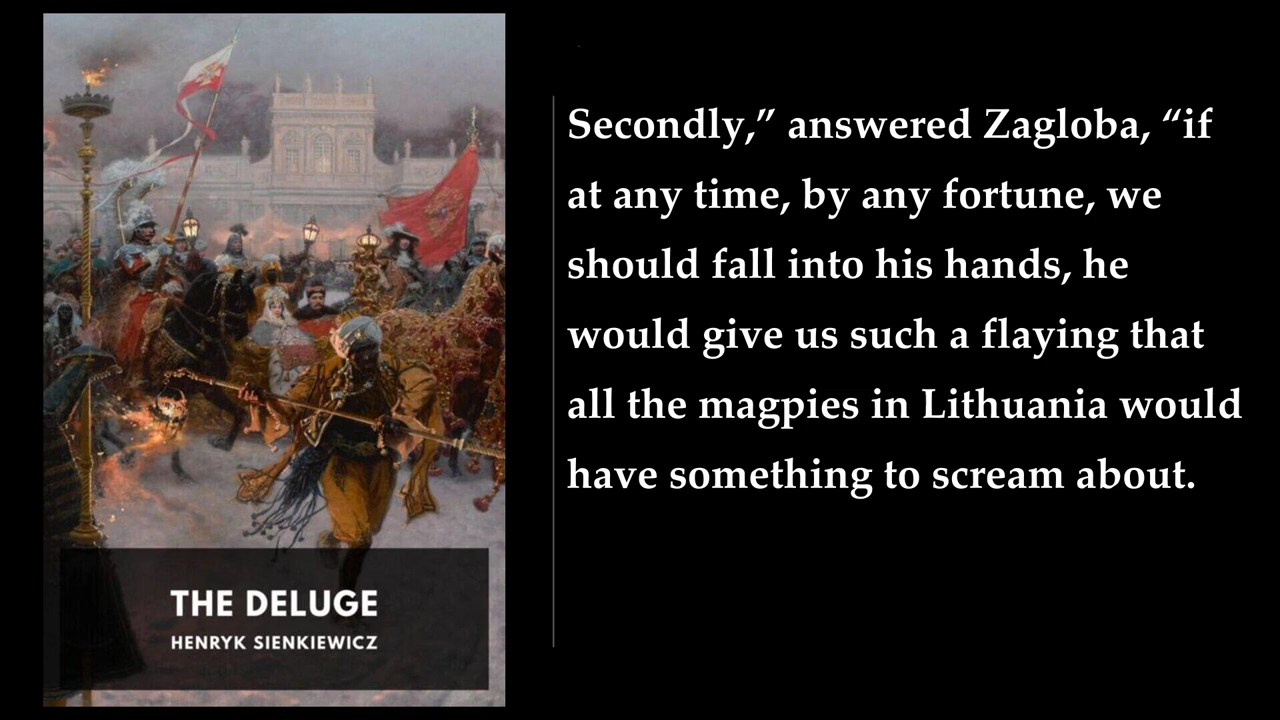 THE DELUGE
HENRYK SIENKIEWICZ
Secondly,” answered Zagloba, “if
at any time, by any fortune, we
should fall into his hands, he
would give us such a flaying that
all the magpies in Lithuania would
have something to scream about.